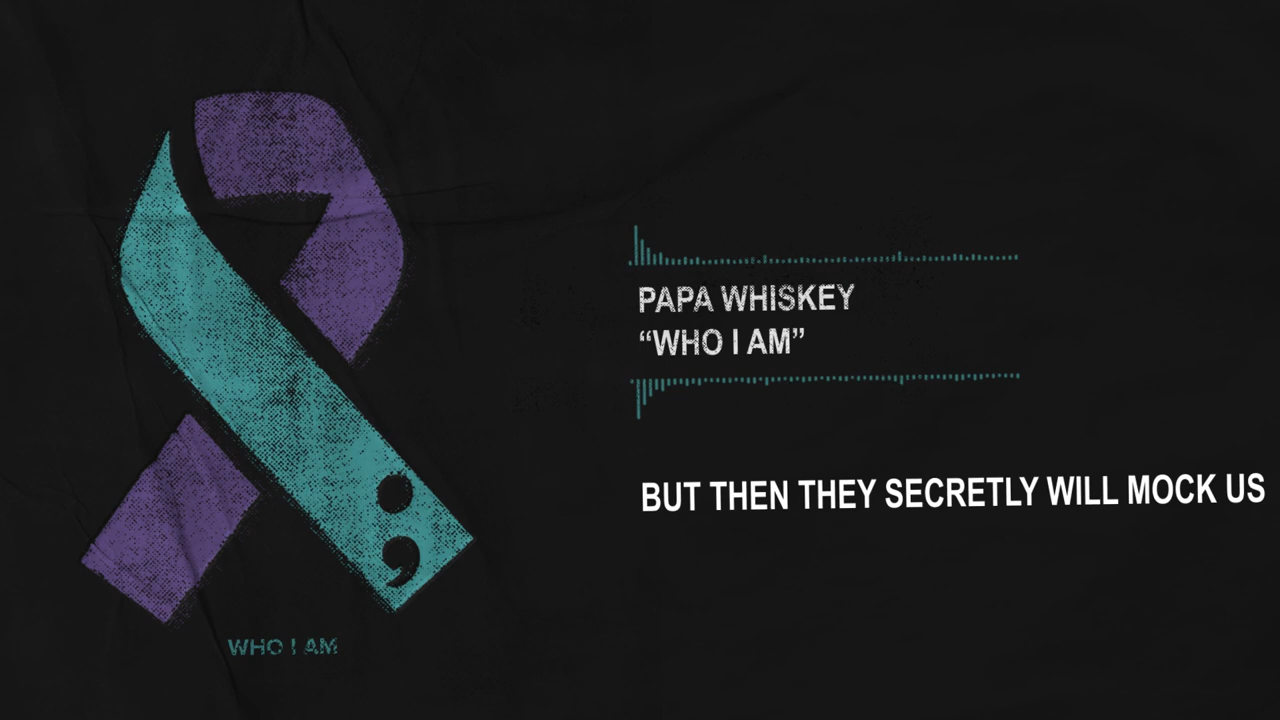 PAPA WHISKEY
“WHO I AM”
BUT THEN THEY SECRETLY WILL MOCK US
;
WHO I AM